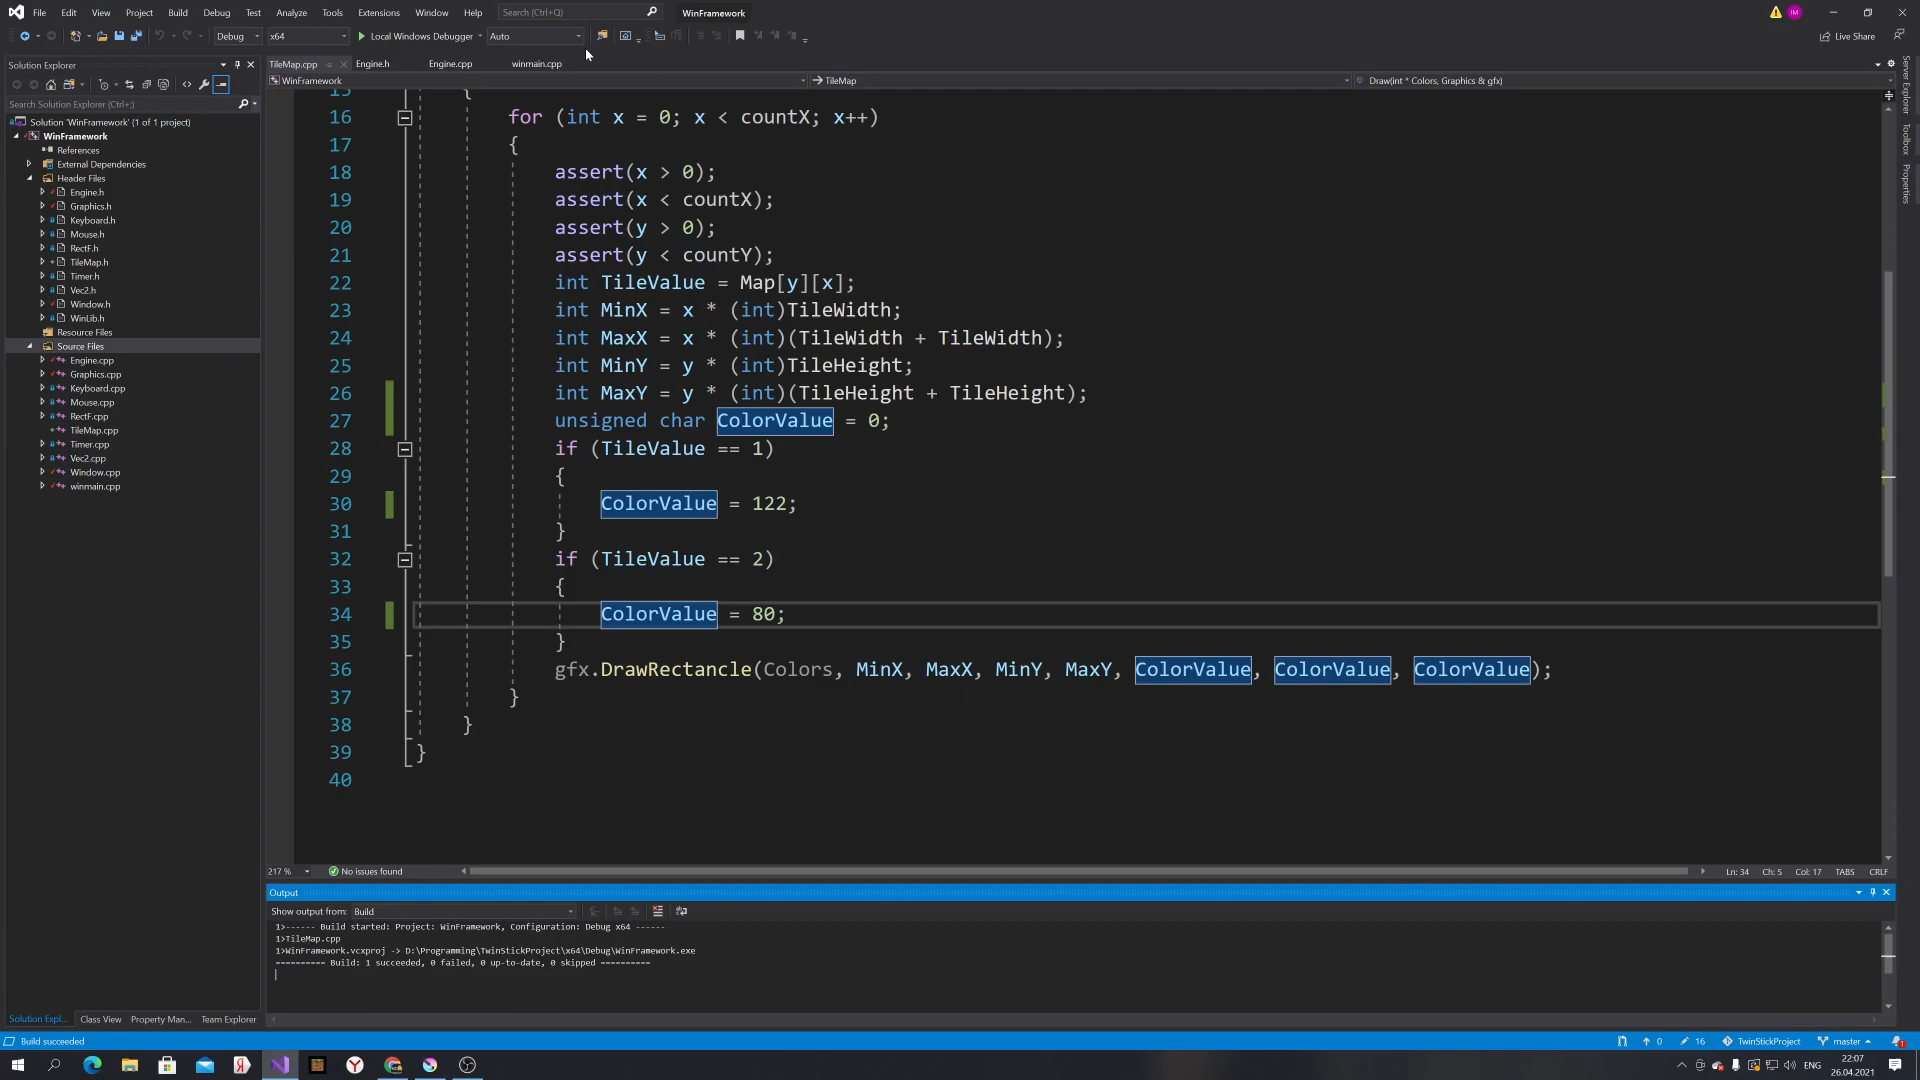 File Edit View Project Build Debug Test Analyze Tools Extensions Window Help Search (Ctrl+Q) WinFramework IM
Debug x64 Local Windows Debugger Auto Live Share
Solution Explorer
TileMap.cpp Engine.h Engine.cpp winmain.cpp
WinFramework TileMap Draw(int * Colors, Graphics & gfx)
Search Solution Explorer (Ctrl+;)
Solution 'WinFramework' (1 of 1 project)
WinFramework
References
External Dependencies
Header Files
Engine.h
Graphics.h
Keyboard.h
Mouse.h
RectF.h
TileMap.h
Timer.h
Vec2.h
Window.h
WinLib.h
Resource Files
Source Files
Engine.cpp
Graphics.cpp
Keyboard.cpp
Mouse.cpp
RectF.cpp
TileMap.cpp
Timer.cpp
Vec2.cpp
Window.cpp
winmain.cpp
15 {
16 for (int x = 0; x < countX; x++)
17 {
18 assert(x > 0);
19 assert(x < countX);
20 assert(y > 0);
21 assert(y < countY);
22 int TileValue = Map[y][x];
23 int MinX = x * (int)TileWidth;
24 int MaxX = x * (int)(TileWidth + TileWidth);
25 int MinY = y * (int)TileHeight;
26 int MaxY = y * (int)(TileHeight + TileHeight);
27 unsigned char ColorValue = 0;
28 if (TileValue == 1)
29 {
30 ColorValue = 122;
31 }
32 if (TileValue == 2)
33 {
34 ColorValue = 80;
35 }
36 gfx.DrawRectancle(Colors, MinX, MaxX, MinY, MaxY, ColorValue, ColorValue, ColorValue);
37 }
38 }
39 }
40
Server Explorer
Toolbox
Properties
217 % No issues found Ln: 34 Ch: 5 Col: 17 TABS CRLF
Output
Show output from: Build
1>------ Build started: Project: WinFramework, Configuration: Debug x64 ------
1>TileMap.cpp
1>WinFramework.vcxproj -> D:\Programming\TwinStickProject\x64\Debug\WinFramework.exe
========== Build: 1 succeeded, 0 failed, 0 up-to-date, 0 skipped ==========
Solution Expl... Class View Property Man... Team Explorer
Build succeeded 0 16 TwinStickProject master 1
ENG 22:07
26.04.2021